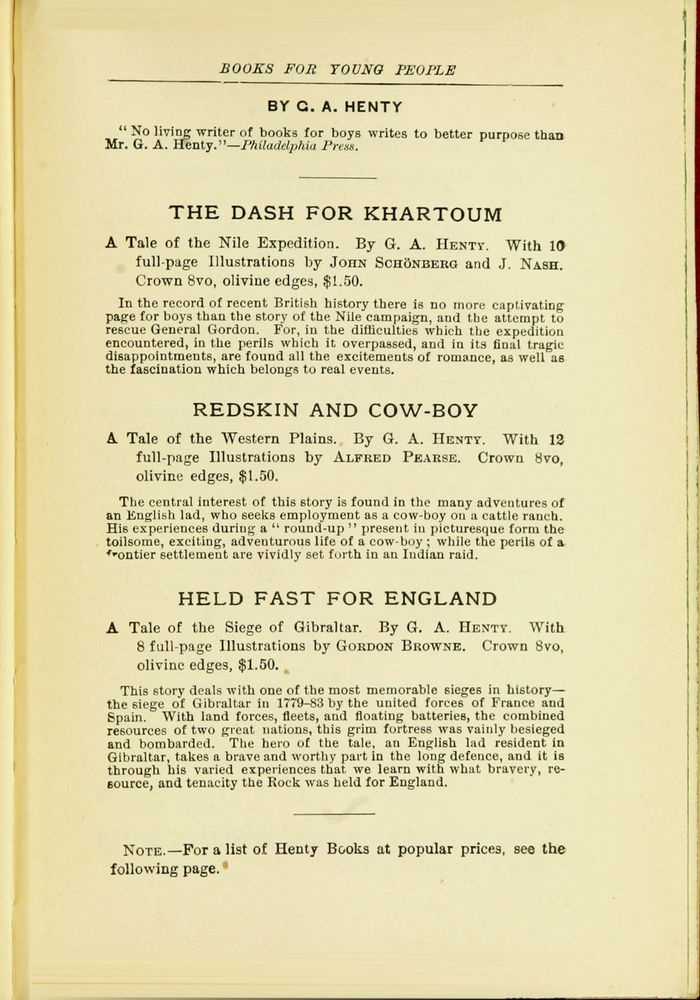 BOOKS FOR YOUNG PEOPLE
BY G. A. HENTY
“ No living writer of books for boys writes to better purpose than
Mr. G. A. Henty.”—Philadelphia Press.
THE DASH FOR KHARTOUM
A Tale of the Nile Expedition. By G. A. HENTY. With 10
full-page Illustrations by JOHN SCHÖNBERG and J. NASH.
Crown 8vo, olivine edges, $1.50.
In the record of recent British history there is no more captivating
page for boys than the story of the Nile campaign, and the attempt to
rescue General Gordon. For, in the difficulties which the expedition
encountered, in the perils which it overpassed, and in its final tragic
disappointments, are found all the excitements of romance, as well as
the fascination which belongs to real events.
REDSKIN AND COW-BOY
A Tale of the Western Plains. By G. A. HENTY. With 12
full-page Illustrations by ALFRED PEARSE. Crown 8vo,
olivine edges, $1.50.
The central interest of this story is found in the many adventures of
an English lad, who seeks employment as a cow-boy on a cattle ranch.
His experiences during a “ round-up ” present in picturesque form the
toilsome, exciting, adventurous life of a cow-boy ; while the perils of a
frontier settlement are vividly set forth in an Indian raid.
HELD FAST FOR ENGLAND
A Tale of the Siege of Gibraltar. By G. A. HENTY. With
8 full-page Illustrations by GORDON BROWNE. Crown 8vo,
olivine edges, $1.50.
This story deals with one of the most memorable sieges in history—
the siege of Gibraltar in 1779–83 by the united forces of France and
Spain. With land forces, fleets, and floating batteries, the combined
resources of two great nations, this grim fortress was vainly besieged
and bombarded. The hero of the tale, an English lad resident in
Gibraltar, takes a brave and worthy part in the long defence, and it is
through his varied experiences that we learn with what bravery, re-
source, and tenacity the Rock was held for England.
NOTE.—For a list of Henty Books at popular prices, see the
following page.